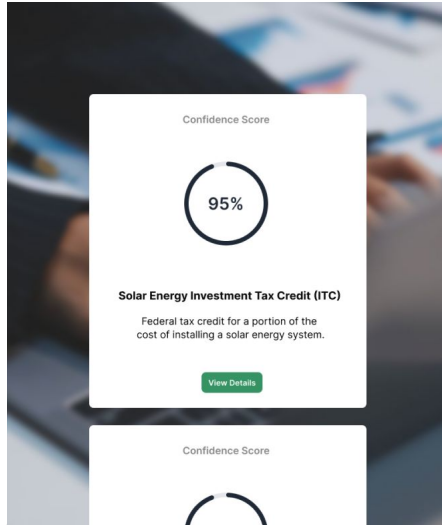 Confidence Score
95%
Solar Energy Investment Tax Credit (ITC)
Federal tax credit for a portion of the
cost of installing a solar energy system.
View Details
Confidence Score